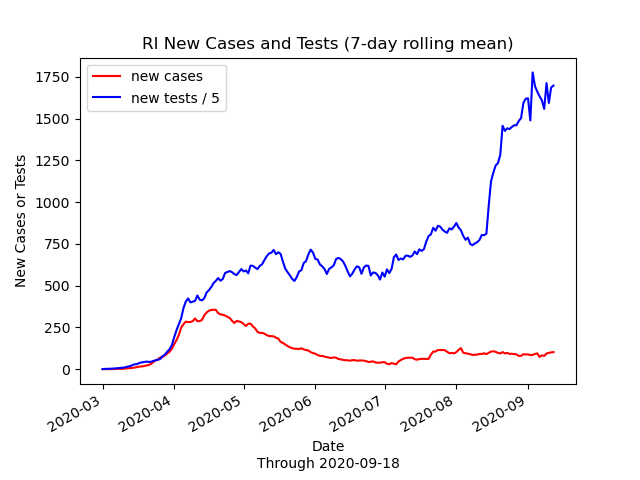 RI New Cases and Tests (7-day rolling mean)
new cases
new tests / 5
New Cases or Tests
1750
1500
1250
1000
750
500
250
0
2020-03
2020-04
2020-05
2020-06
2020-07
2020-08
2020-09
Date
Through 2020-09-18